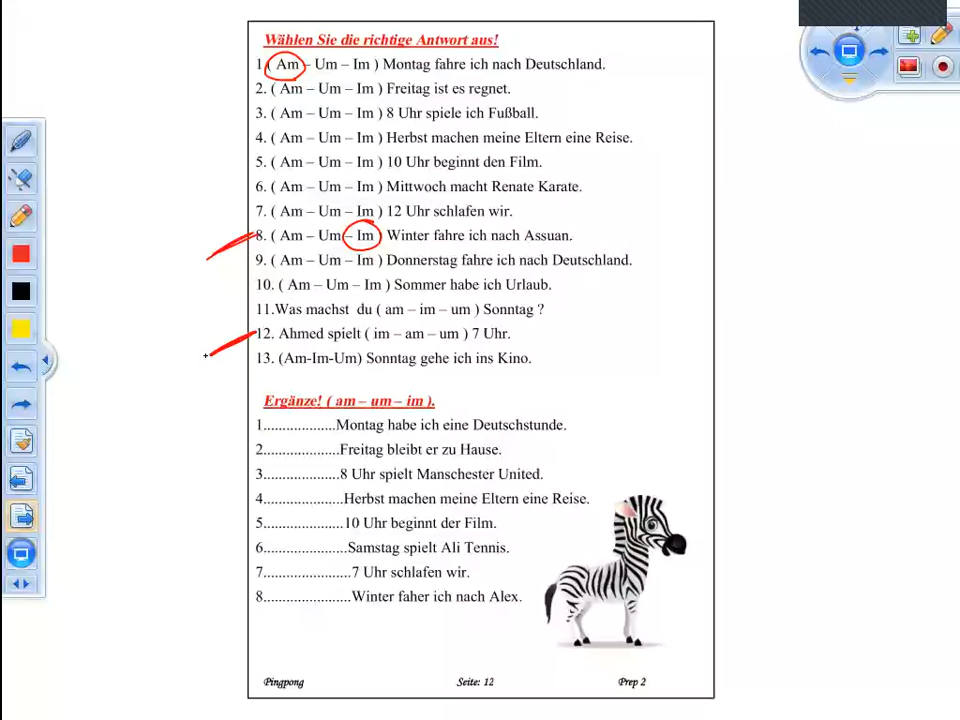 Wählen Sie die richtige Antwort aus!
1.( Am – Um – Im ) Montag fahre ich nach Deutschland.
2. ( Am – Um – Im ) Freitag ist es regnet.
3. ( Am – Um – Im ) 8 Uhr spiele ich Fußball.
4. ( Am – Um – Im ) Herbst machen meine Eltern eine Reise.
5. ( Am – Um – Im ) 10 Uhr beginnt den Film.
6. ( Am – Um – Im ) Mittwoch macht Renate Karate.
7. ( Am – Um – Im ) 12 Uhr schlafen wir.
8. ( Am – Um – Im ) Winter fahre ich nach Assuan.
9. ( Am – Um – Im ) Donnerstag fahre ich nach Deutschland.
10. ( Am – Um – Im ) Sommer habe ich Urlaub.
11.Was machst du ( am – im – um ) Sonntag ?
12. Ahmed spielt ( im – am – um ) 7 Uhr.
13. (Am-Im-Um) Sonntag gehe ich ins Kino.
Ergänze! ( am – um – im ).
1...................Montag habe ich eine Deutschstunde.
2....................Freitag bleibt er zu Hause.
3....................8 Uhr spielt Manschester United.
4.....................Herbst machen meine Eltern eine Reise.
5.....................10 Uhr beginnt der Film.
6......................Samstag spielt Ali Tennis.
7.......................7 Uhr schlafen wir.
8.......................Winter faher ich nach Alex.
Pingpong Seite: 12 Prep 2